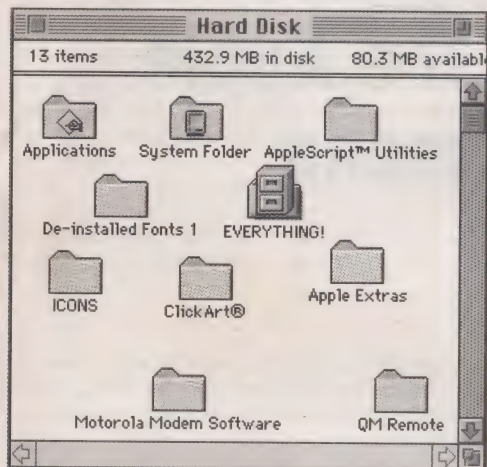 Hard Disk
13 items 432.9 MB in disk 80.3 MB availabl
Applications System Folder AppleScript™ Utilities
De-installed Fonts 1 EVERYTHING!
ICONS ClickArt® Apple Extras
Motorola Modem Software QM Remote